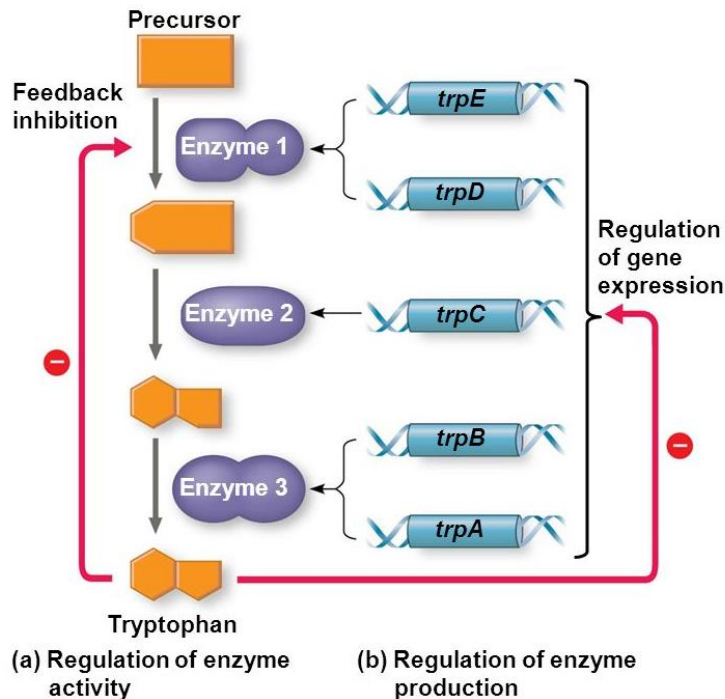 Precursor
Feedback
inhibition
Enzyme 1
trpE
trpD
Regulation
of gene
expression
Enzyme 2
trpC
−
Enzyme 3
trpB
trpA
−
Tryptophan
(a) Regulation of enzyme
activity
(b) Regulation of enzyme
production